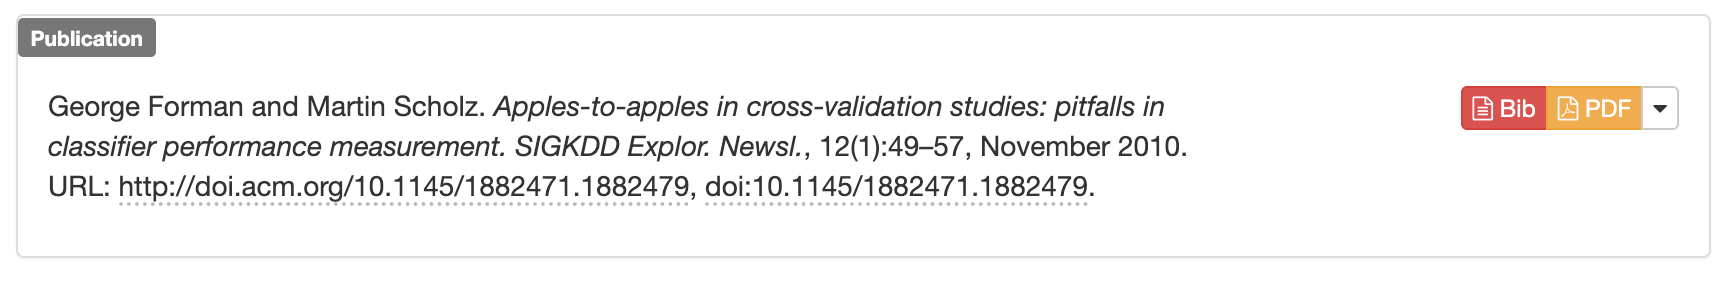 Publication
George Forman and Martin Scholz. Apples-to-apples in cross-validation studies: pitfalls in
classifier performance measurement. SIGKDD Explor. Newsl., 12(1):49–57, November 2010.
URL: http://doi.acm.org/10.1145/1882471.1882479, doi:10.1145/1882471.1882479.
Bib PDF